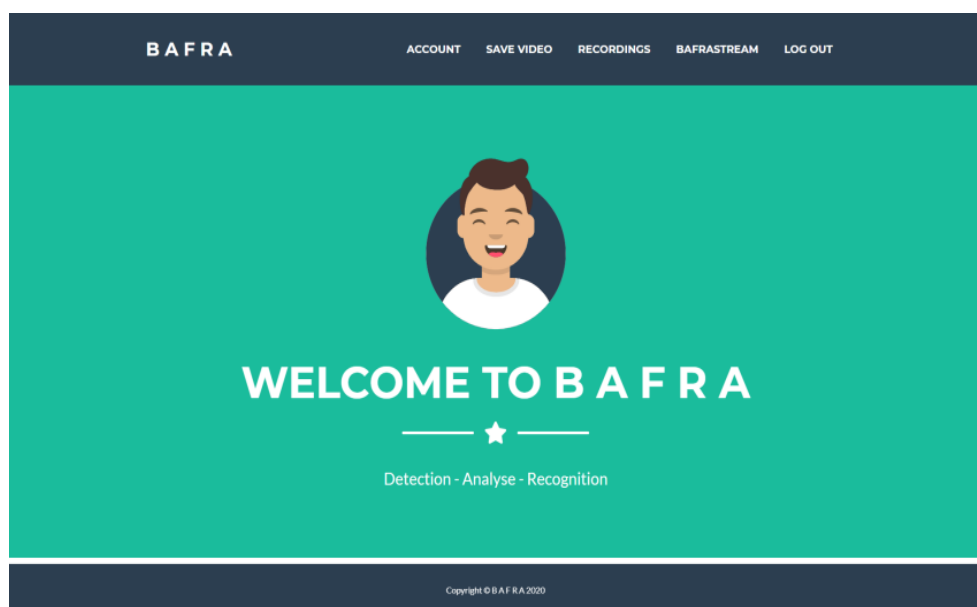 B A F R A
ACCOUNT SAVE VIDEO RECORDINGS BAFRASTREAM LOG OUT
WELCOME TO B A F R A
Detection - Analyse - Recognition
Copyright © B A F R A 2020